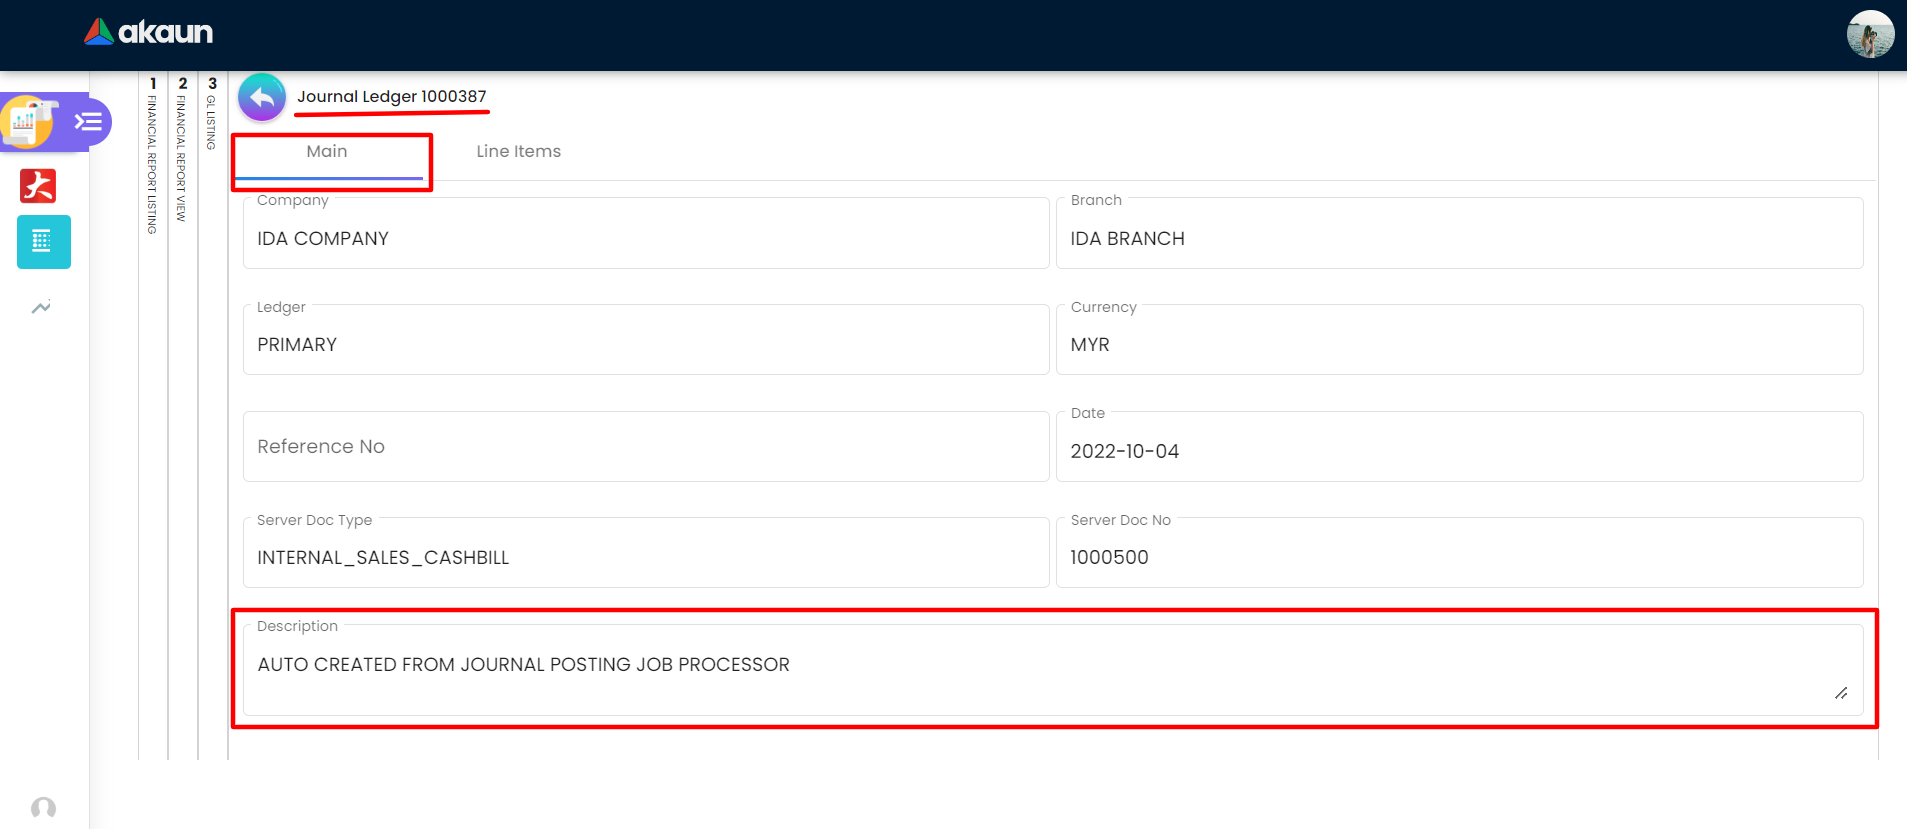 akaun
1 FINANCIAL REPORT LISTING
2 FINANCIAL REPORT VIEW
3 GL LISTING
Journal Ledger 1000387
Main
Line Items
Company
IDA COMPANY
Branch
IDA BRANCH
Ledger
PRIMARY
Currency
MYR
Reference No
Date
2022-10-04
Server Doc Type
INTERNAL_SALES_CASHBILL
Server Doc No
1000500
Description
AUTO CREATED FROM JOURNAL POSTING JOB PROCESSOR